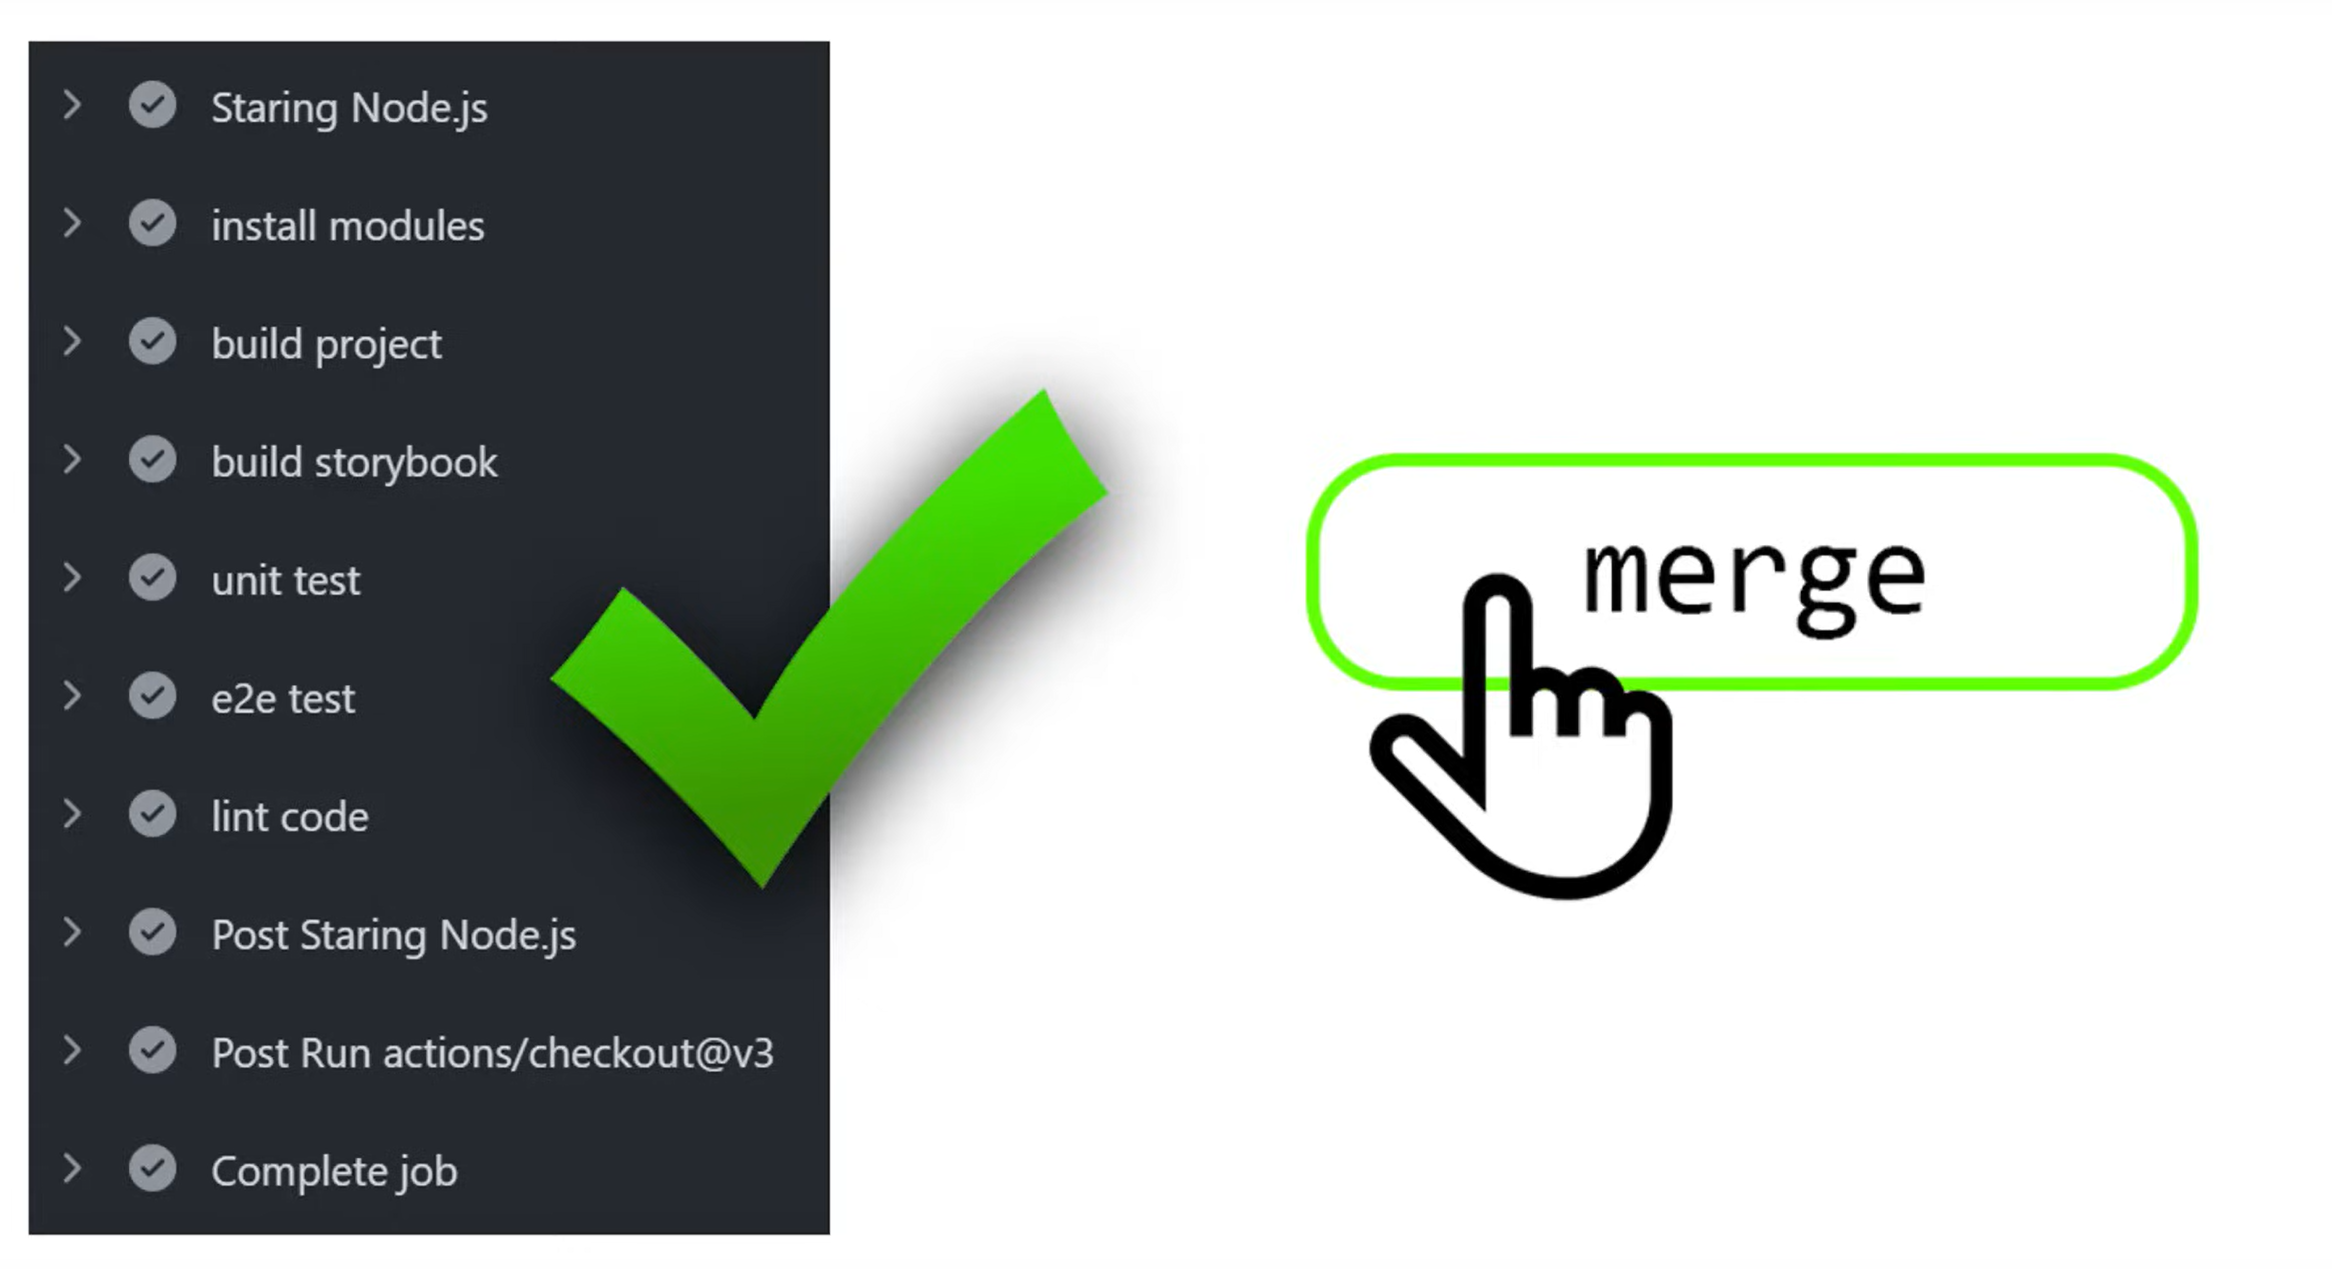 Staring Node.js
install modules
build project
build storybook
unit test
e2e test
lint code
Post Staring Node.js
Post Run actions/checkout@v3
Complete job
merge